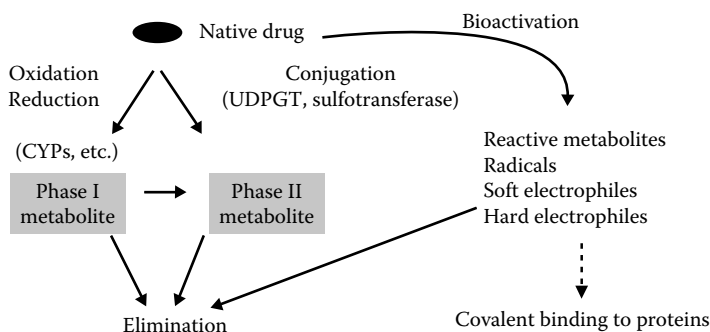 Native drug
Bioactivation
Oxidation
Reduction
Conjugation
(UDPGT, sulfotransferase)
(CYPs, etc.)
Phase I
metabolite
Phase II
metabolite
Reactive metabolites
Radicals
Soft electrophiles
Hard electrophiles
Elimination
Covalent binding to proteins